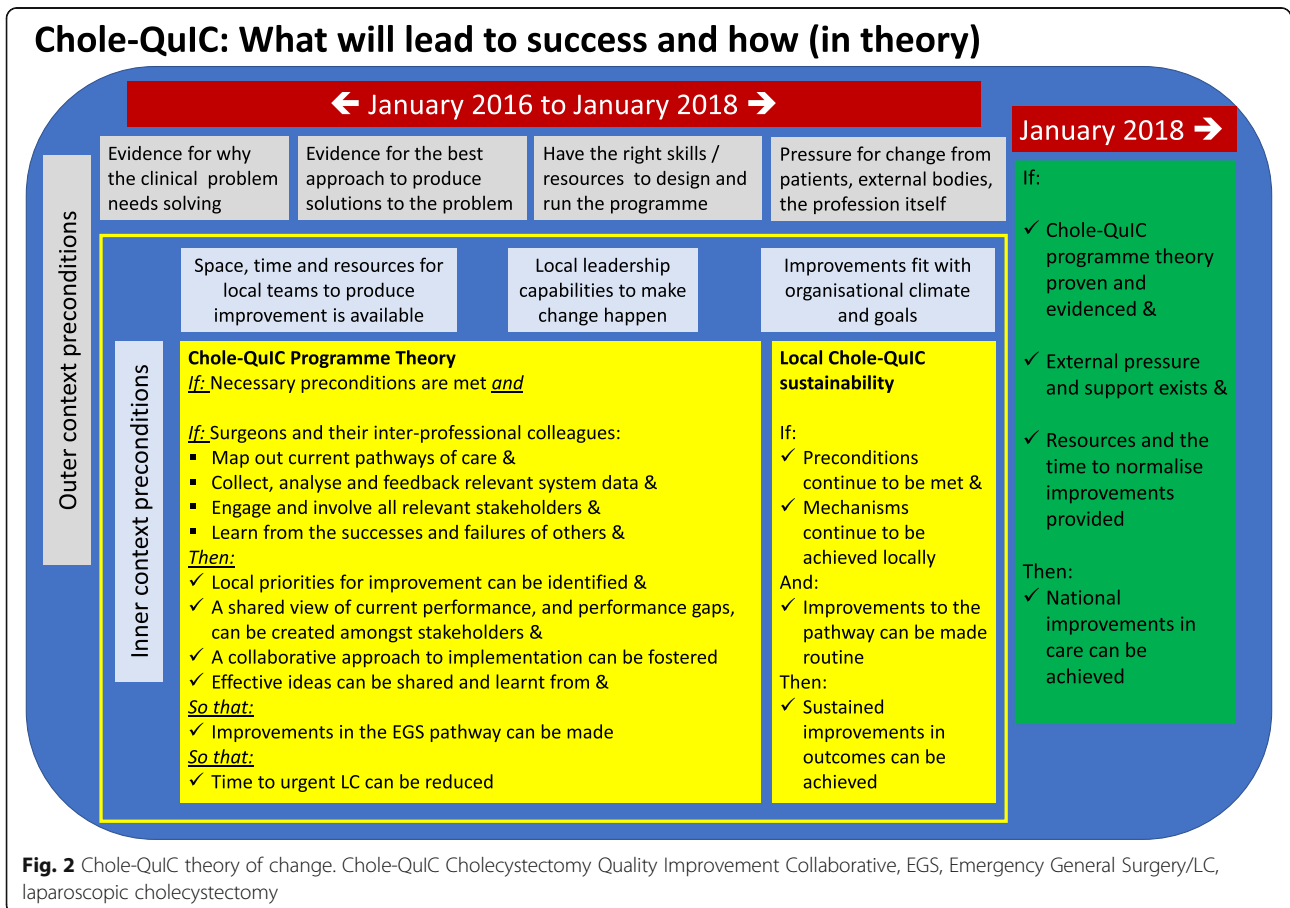 Chole-QuIC: What will lead to success and how (in theory)
🡸 January 2016 to January 2018 🡺
January 2018 🡺
Outer context preconditions
Evidence for why
the clinical problem
needs solving
Evidence for the best
approach to produce
solutions to the problem
Have the right skills /
resources to design and
run the programme
Pressure for change from
patients, external bodies,
the profession itself
Inner context preconditions
Space, time and resources for
local teams to produce
improvement is available
Local leadership
capabilities to make
change happen
Improvements fit with
organisational climate
and goals
Chole-QuIC Programme Theory
If: Necessary preconditions are met and
If: Surgeons and their inter-professional colleagues:
▪ Map out current pathways of care &
▪ Collect, analyse and feedback relevant system data &
▪ Engage and involve all relevant stakeholders &
▪ Learn from the successes and failures of others &
Then:
✓ Local priorities for improvement can be identified &
✓ A shared view of current performance, and performance gaps,
can be created amongst stakeholders &
✓ A collaborative approach to implementation can be fostered
✓ Effective ideas can be shared and learnt from &
So that:
✓ Improvements in the EGS pathway can be made
So that:
✓ Time to urgent LC can be reduced
Local Chole-QuIC
sustainability
If:
✓ Preconditions
continue to be met &
✓ Mechanisms
continue to be
achieved locally
And:
✓ Improvements to the
pathway can be made
routine
Then:
✓ Sustained
improvements in
outcomes can be
achieved
If:
✓ Chole-QuIC
programme theory
proven and
evidenced &
✓ External pressure
and support exists &
✓ Resources and the
time to normalise
improvements
provided
Then:
✓ National
improvements in
care can be
achieved
Fig. 2 Chole-QuIC theory of change. Chole-QuIC Cholecystectomy Quality Improvement Collaborative, EGS, Emergency General Surgery/LC,
laparoscopic cholecystectomy